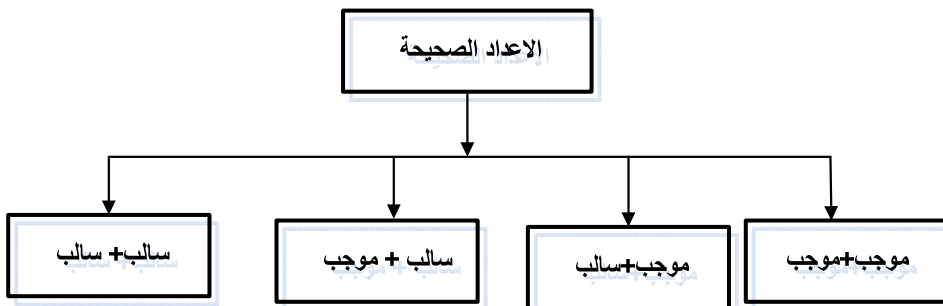 الاعداد الصحيحة
موجب+موجب
موجب+سالب
سالب + موجب
سالب+ سالب